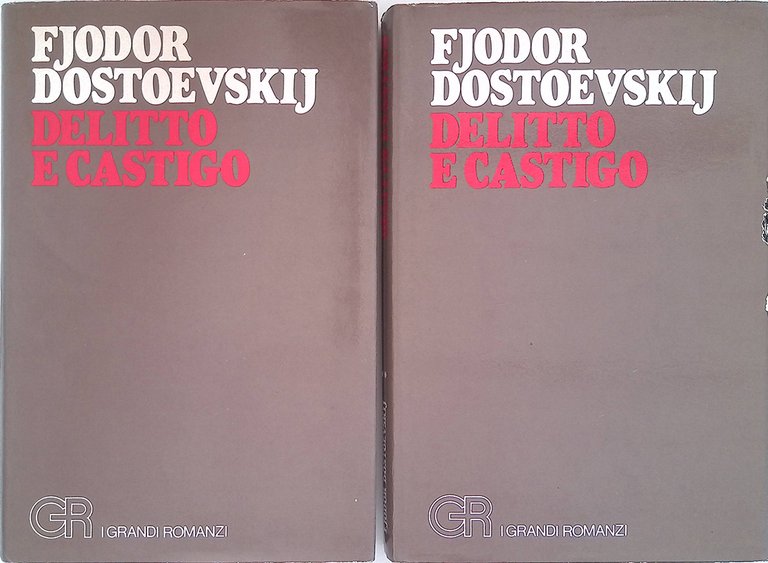 FJODOR
DOSTOEVSKIJ
DELITTO
E CASTIGO
GR I GRANDI ROMANZI
FJODOR
DOSTOEVSKIJ
DELITTO
E CASTIGO
GR I GRANDI ROMANZI